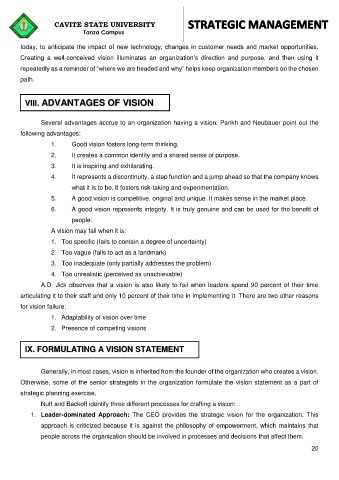 CAVITE STATE UNIVERSITY
Tanza Campus
STRATEGIC MANAGEMENT
today, to anticipate the impact of new technology, changes in customer needs and market opportunities.
Creating a well-conceived vision illuminates an organization's direction and purpose, and then using it
repeatedly as a reminder of "where we are headed and why" helps keep organization members on the chosen
path.
VIII. ADVANTAGES OF VISION
Several advantages accrue to an organization having a vision. Parikh and Neubauer point out the
following advantages:
1. Good vision fosters long-term thinking.
2. It creates a common identity and a shared sense of purpose.
3. It is inspiring and exhilarating.
4. It represents a discontinuity, a step function and a jump ahead so that the company knows
what it is to be. It fosters risk-taking and experimentation.
5. A good vision is competitive, original and unique. It makes sense in the market place.
6. A good vision represents integrity. It is truly genuine and can be used for the benefit of
people.
A vision may fail when it is:
1. Too specific (fails to contain a degree of uncertainty)
2. Too vague (fails to act as a landmark)
3. Too inadequate (only partially addresses the problem)
4. Too unrealistic (perceived as unachievable)
A.D. Jick observes that a vision is also likely to fail when leaders spend 90 percent of their time
articulating it to their staff and only 10 percent of their time in implementing it. There are two other reasons
for vision failure:
1. Adaptability of vision over time
2. Presence of competing visions
IX. FORMULATING A VISION STATEMENT
Generally, in most cases, vision is inherited from the founder of the organization who creates a vision.
Otherwise, some of the senior strategists in the organization formulate the vision statement as a part of
strategic planning exercise.
Nutt and Backoff identify three different processes for crafting a vision:
1. Leader-dominated Approach: The CEO provides the strategic vision for the organization. This
approach is criticized because it is against the philosophy of empowerment, which maintains that
people across the organization should be involved in processes and decisions that affect them.
20